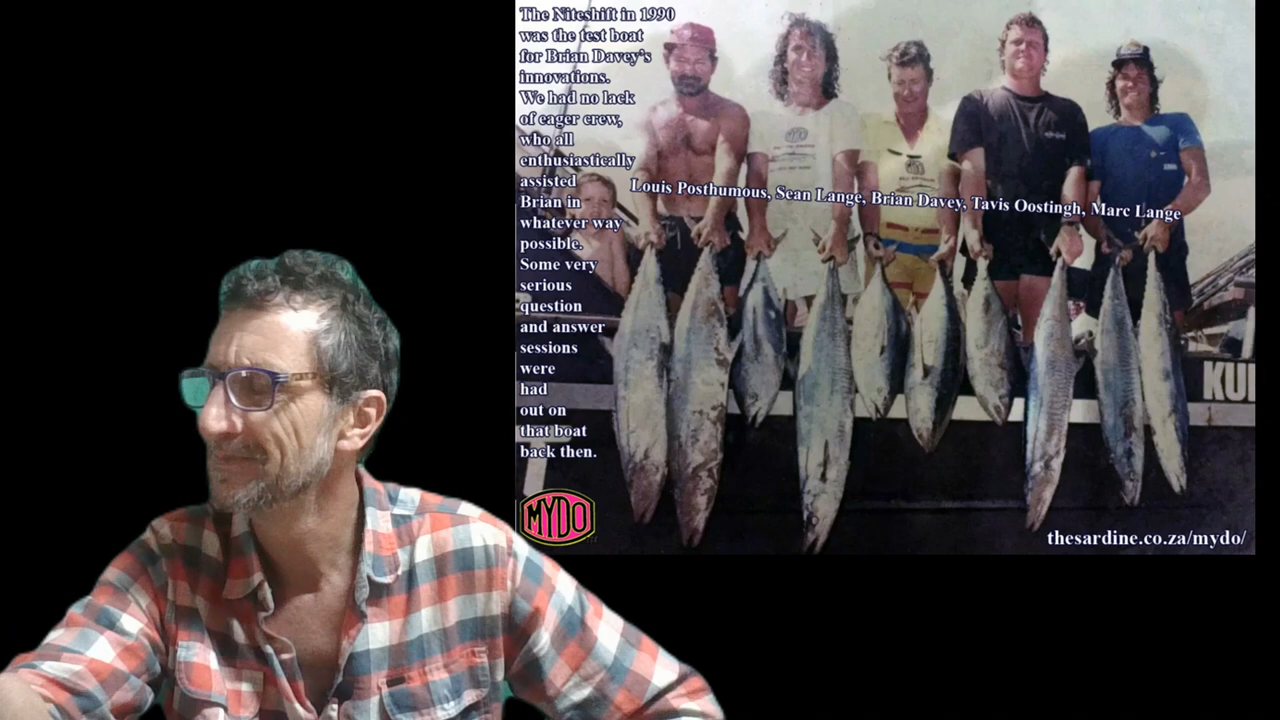 The Niteshift in 1990
was the test boat
for Brian Davey's
innovations.
We had no lack
of eager crew,
who all
enthusiastically
assisted
Brian in
whatever way
possible.
Some very
serious
question
and answer
sessions
were
had
out on
that boat
back then.
Louis Posthumous, Sean Lange, Brian Davey, Tavis Oostingh, Marc Lange
KU
MYDO
thesardine.co.za/mydo/